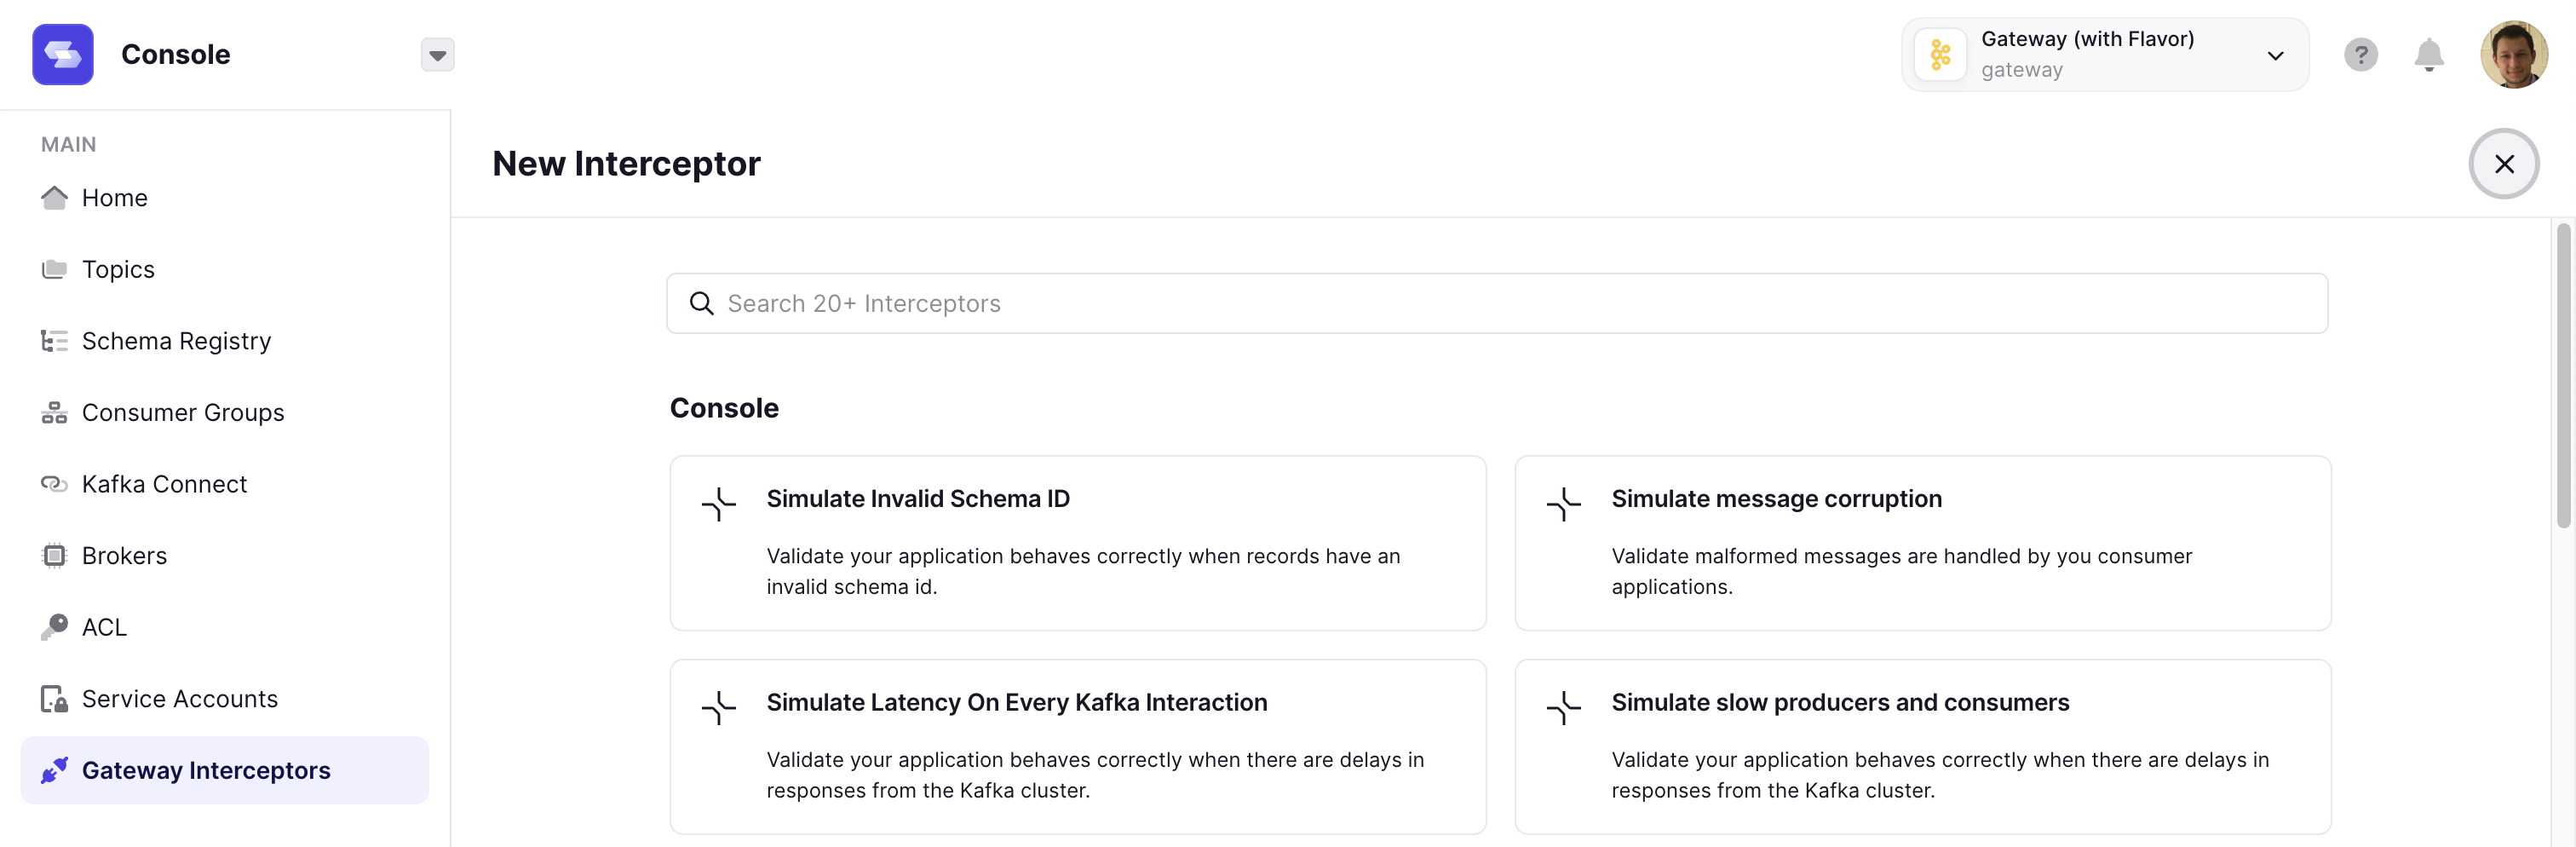 Console
Gateway (with Flavor)
gateway
?
MAIN
Home
Topics
Schema Registry
Consumer Groups
Kafka Connect
Brokers
ACL
Service Accounts
Gateway Interceptors
New Interceptor
Search 20+ Interceptors
Console
Simulate Invalid Schema ID
Validate your application behaves correctly when records have an
invalid schema id.
Simulate message corruption
Validate malformed messages are handled by you consumer
applications.
Simulate Latency On Every Kafka Interaction
Validate your application behaves correctly when there are delays in
responses from the Kafka cluster.
Simulate slow producers and consumers
Validate your application behaves correctly when there are delays in
responses from the Kafka cluster.